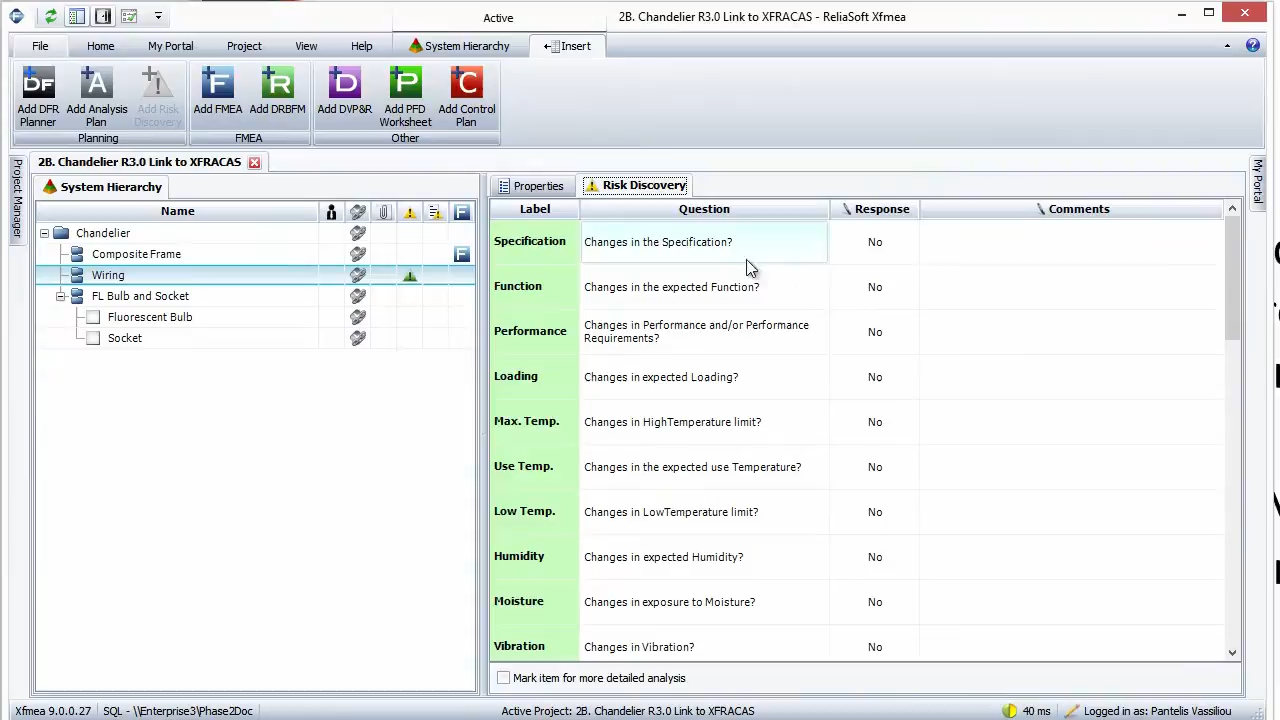 Active
2B. Chandelier R3.0 Link to XFRACAS - ReliaSoft Xfmea
File
Home
My Portal
Project
View
Help
System Hierarchy
Insert
DF
A
F
R
D
P
C
Add DFR Planner
Add Analysis Plan
Add Risk Discovery
Add FMEA
Add DRBFM
Add DVP&R
Add PFD Worksheet
Add Control Plan
Planning
FMEA
Other
Project Manager
2B. Chandelier R3.0 Link to XFRACAS
My Portal
System Hierarchy
Properties
Risk Discovery
Name
F
Chandelier
Composite Frame
F
Wiring
FL Bulb and Socket
Fluorescent Bulb
Socket
Label
Question
Response
Comments
Specification
Changes in the Specification?
No
Function
Changes in the expected Function?
No
Performance
Changes in Performance and/or Performance
Requirements?
No
Loading
Changes in expected Loading?
No
Max. Temp.
Changes in HighTemperature limit?
No
Use Temp.
Changes in the expected use Temperature?
No
Low Temp.
Changes in LowTemperature limit?
No
Humidity
Changes in expected Humidity?
No
Moisture
Changes in exposure to Moisture?
No
Vibration
Changes in Vibration?
No
Mark item for more detailed analysis
Xfmea 9.0.0.27
SQL - \\Enterprise3\Phase2Doc
Active Project: 2B. Chandelier R3.0 Link to XFRACAS
40 ms
Logged in as: Pantelis Vassiliou